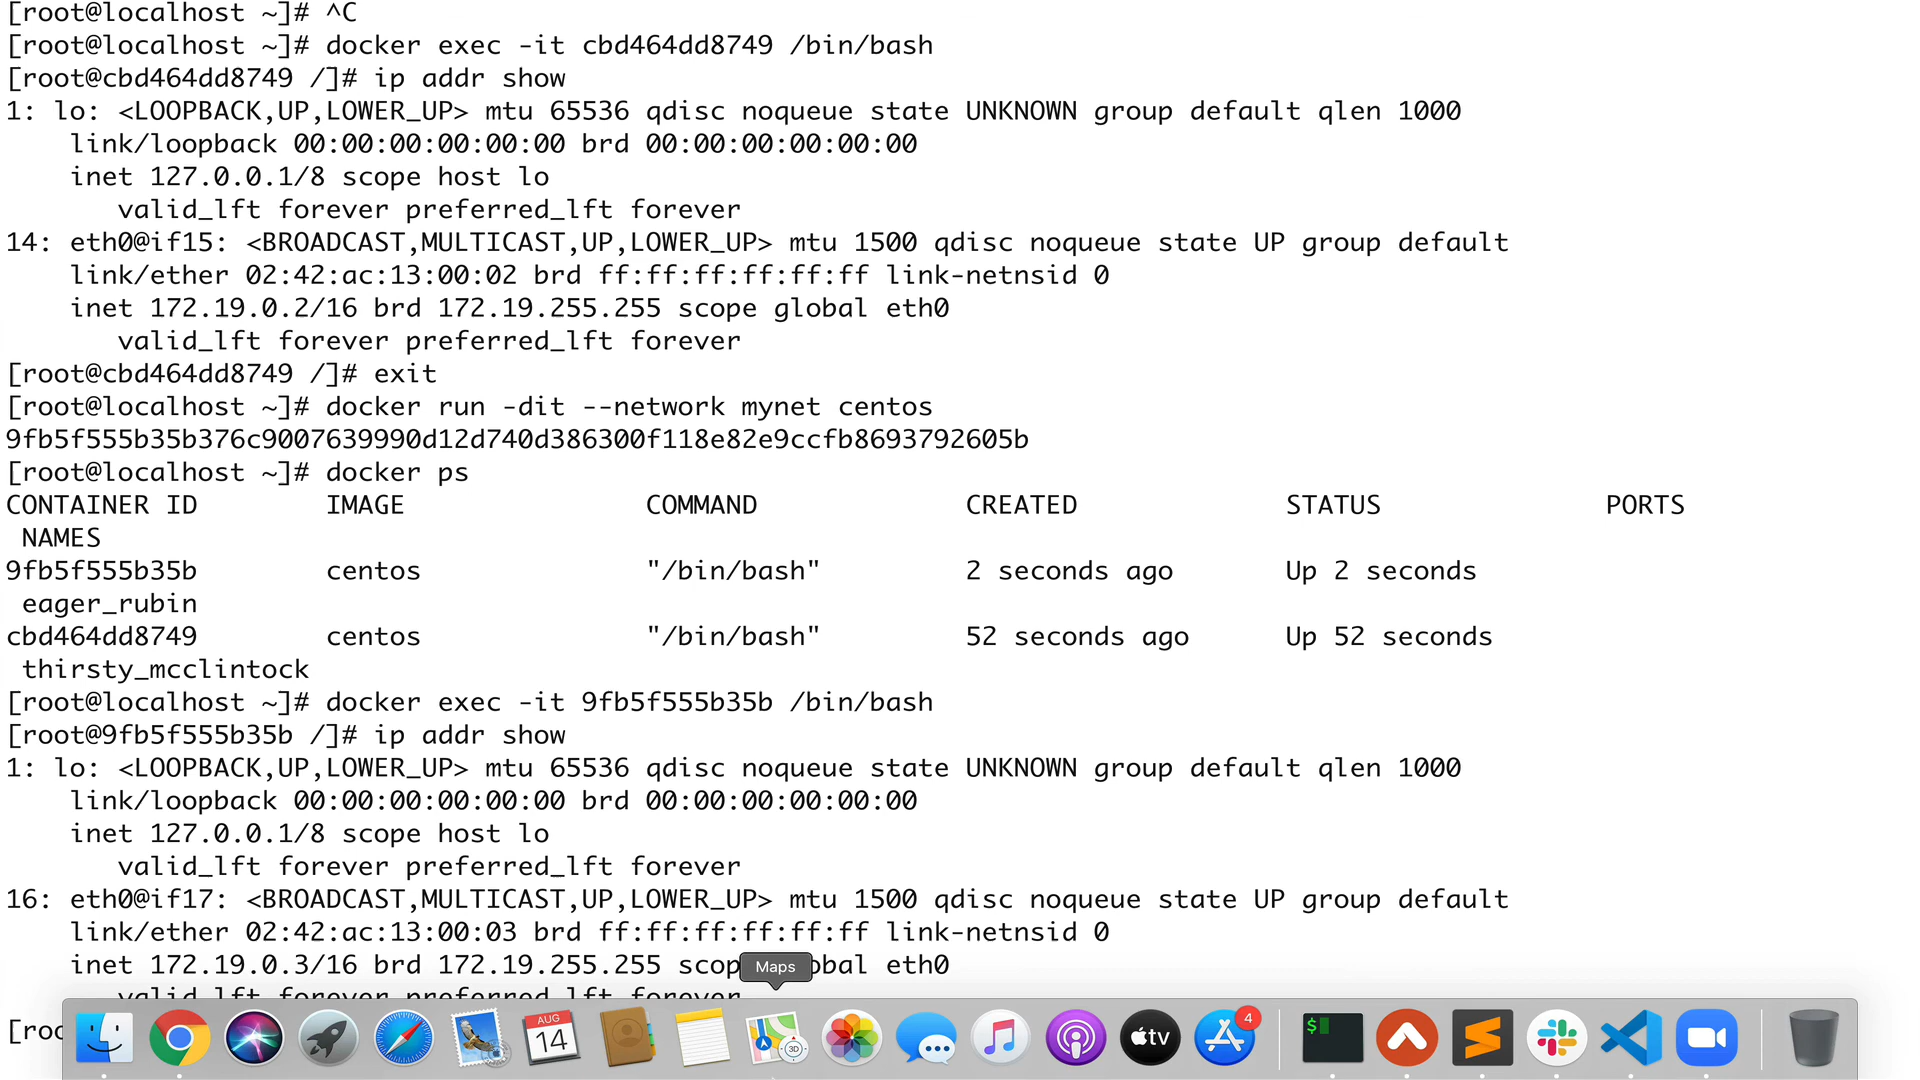 [root@localhost ~]# ^C
[root@localhost ~]# docker exec -it cbd464dd8749 /bin/bash
[root@cbd464dd8749 /]# ip addr show
1: lo: <LOOPBACK,UP,LOWER_UP> mtu 65536 qdisc noqueue state UNKNOWN group default qlen 1000
    link/loopback 00:00:00:00:00:00 brd 00:00:00:00:00:00
    inet 127.0.0.1/8 scope host lo
       valid_lft forever preferred_lft forever
14: eth0@if15: <BROADCAST,MULTICAST,UP,LOWER_UP> mtu 1500 qdisc noqueue state UP group default
    link/ether 02:42:ac:13:00:02 brd ff:ff:ff:ff:ff:ff link-netnsid 0
    inet 172.19.0.2/16 brd 172.19.255.255 scope global eth0
       valid_lft forever preferred_lft forever
[root@cbd464dd8749 /]# exit
[root@localhost ~]# docker run -dit --network mynet centos
9fb5f555b35b376c9007639990d12d740d386300f118e82e9ccfb8693792605b
[root@localhost ~]# docker ps
CONTAINER ID        IMAGE               COMMAND             CREATED             STATUS              PORTS
 NAMES
9fb5f555b35b        centos              "/bin/bash"         2 seconds ago       Up 2 seconds
 eager_rubin
cbd464dd8749        centos              "/bin/bash"         52 seconds ago      Up 52 seconds
 thirsty_mcclintock
[root@localhost ~]# docker exec -it 9fb5f555b35b /bin/bash
[root@9fb5f555b35b /]# ip addr show
1: lo: <LOOPBACK,UP,LOWER_UP> mtu 65536 qdisc noqueue state UNKNOWN group default qlen 1000
    link/loopback 00:00:00:00:00:00 brd 00:00:00:00:00:00
    inet 127.0.0.1/8 scope host lo
       valid_lft forever preferred_lft forever
16: eth0@if17: <BROADCAST,MULTICAST,UP,LOWER_UP> mtu 1500 qdisc noqueue state UP group default
    link/ether 02:42:ac:13:00:03 brd ff:ff:ff:ff:ff:ff link-netnsid 0
    inet 172.19.0.3/16 brd 172.19.255.255 scop obal eth0
Maps
       valid_lft forever preferred_lft forever
[roo
AUG
14
3D
tv
4
$